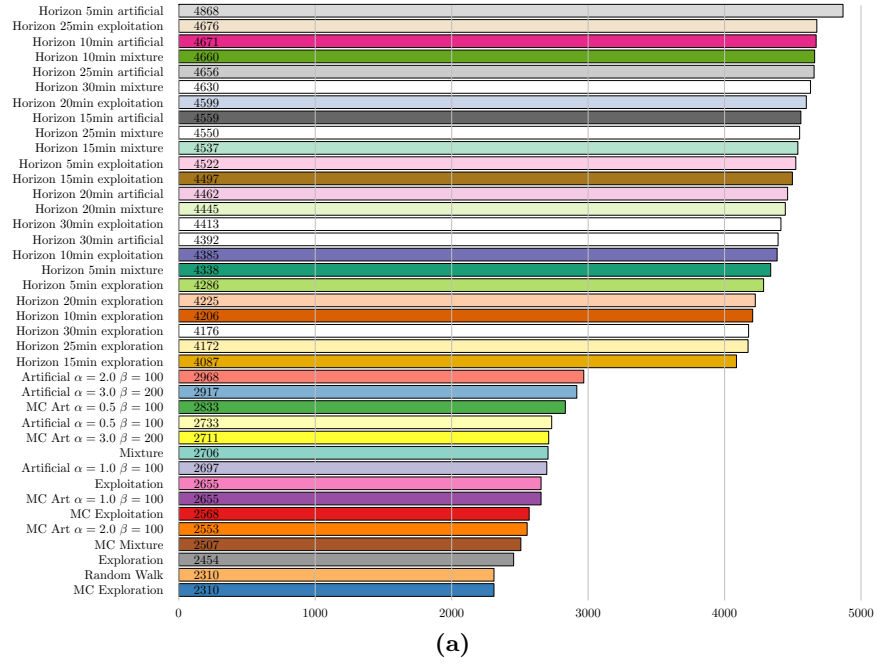 Horizon 5min artificial 4868
Horizon 25min exploitation 4676
Horizon 10min artificial 4671
Horizon 10min mixture 4660
Horizon 25min artificial 4656
Horizon 30min mixture 4630
Horizon 20min exploitation 4599
Horizon 15min artificial 4559
Horizon 25min mixture 4550
Horizon 15min mixture 4537
Horizon 5min exploitation 4522
Horizon 15min exploitation 4497
Horizon 20min artificial 4462
Horizon 20min mixture 4445
Horizon 30min exploitation 4413
Horizon 30min artificial 4392
Horizon 10min exploitation 4385
Horizon 5min mixture 4338
Horizon 5min exploration 4286
Horizon 20min exploration 4225
Horizon 10min exploration 4206
Horizon 30min exploration 4176
Horizon 25min exploration 4172
Horizon 15min exploration 4087
Artificial α = 2.0 β = 100 2968
Artificial α = 3.0 β = 200 2917
MC Art α = 0.5 β = 100 2833
Artificial α = 0.5 β = 100 2733
MC Art α = 3.0 β = 200 2711
Mixture 2706
Artificial α = 1.0 β = 100 2697
Exploitation 2655
MC Art α = 1.0 β = 100 2655
MC Exploitation 2568
MC Art α = 2.0 β = 100 2553
MC Mixture 2507
Exploration 2454
Random Walk 2310
MC Exploration 2310
0 1000 2000 3000 4000 5000
(a)